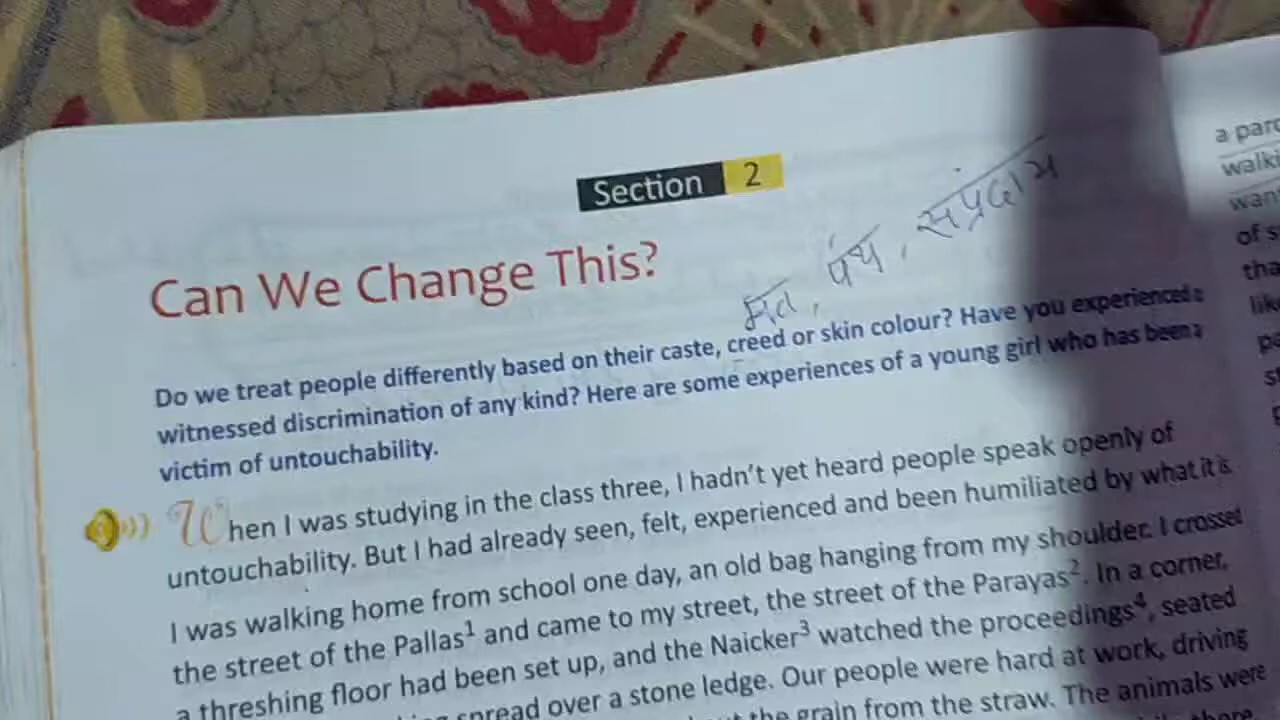 Section 2
मत, पंथ, संप्रदाय
Can We Change This?
Do we treat people differently based on their caste, creed or skin colour? Have you experienced
witnessed discrimination of any kind? Here are some experiences of a young girl who has been a
victim of untouchability.
When I was studying in the class three, I hadn't yet heard people speak openly of
untouchability. But I had already seen, felt, experienced and been humiliated by what it is
I was walking home from school one day, an old bag hanging from my shoulder. I crossed
the street of the Pallas1 and came to my street, the street of the Parayas2. In a corner,
a threshing floor had been set up, and the Naicker3 watched the proceedings4, seated
spread over a stone ledge. Our people were hard at work, driving
the grain from the straw. The animals were
walki
of s